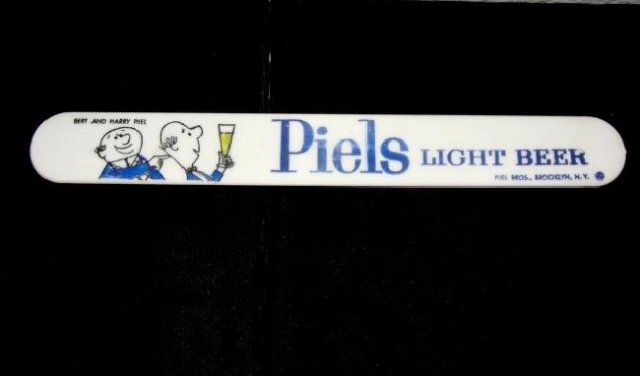 BERT AND HARRY PIEL
Piels LIGHT BEER
PIEL BROS., BROOKLYN, N.Y.